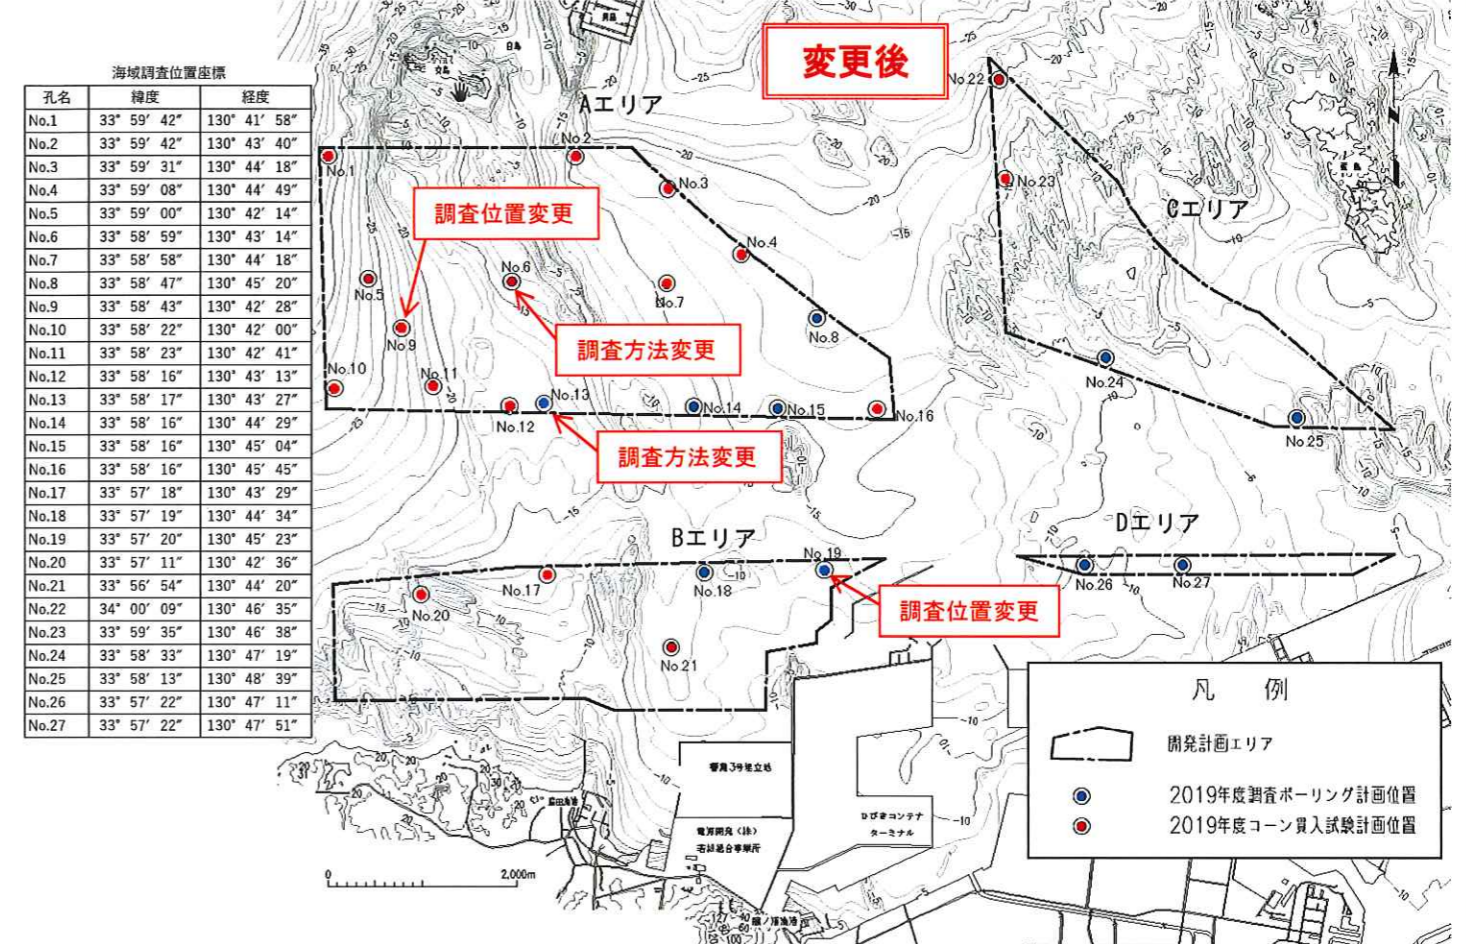 変更後
海域調査位置座標
孔名 緯度 経度
No.1 33° 59′ 42″ 130° 41′ 58″
No.2 33° 59′ 42″ 130° 43′ 40″
No.3 33° 59′ 31″ 130° 44′ 18″
No.4 33° 59′ 08″ 130° 44′ 49″
No.5 33° 59′ 00″ 130° 42′ 14″
No.6 33° 58′ 59″ 130° 43′ 14″
No.7 33° 58′ 58″ 130° 44′ 18″
No.8 33° 58′ 47″ 130° 45′ 20″
No.9 33° 58′ 43″ 130° 42′ 28″
No.10 33° 58′ 22″ 130° 42′ 00″
No.11 33° 58′ 23″ 130° 42′ 41″
No.12 33° 58′ 16″ 130° 43′ 13″
No.13 33° 58′ 17″ 130° 43′ 27″
No.14 33° 58′ 16″ 130° 44′ 29″
No.15 33° 58′ 16″ 130° 45′ 04″
No.16 33° 58′ 16″ 130° 45′ 45″
No.17 33° 57′ 18″ 130° 43′ 29″
No.18 33° 57′ 19″ 130° 44′ 34″
No.19 33° 57′ 20″ 130° 45′ 23″
No.20 33° 57′ 11″ 130° 42′ 36″
No.21 33° 56′ 54″ 130° 44′ 20″
No.22 34° 00′ 09″ 130° 46′ 35″
No.23 33° 59′ 35″ 130° 46′ 38″
No.24 33° 58′ 33″ 130° 47′ 19″
No.25 33° 58′ 13″ 130° 48′ 39″
No.26 33° 57′ 22″ 130° 47′ 11″
No.27 33° 57′ 22″ 130° 47′ 51″
Aエリア
No.1
No.2
No.3
調査位置変更
No.4
No.5
No.6
No.7
No.8
No.9
調査方法変更
No.10
No.11
No.12
No.13
No.14
No.15
No.16
調査方法変更
No.22
No.23
Cエリア
No.24
No.25
Bエリア
No.17
No.18
No.19
No.20
No.21
調査位置変更
Dエリア
No.26
No.27
響灘3号埋立地
電源開発(株)
若松総合事業所
ひびきコンテナ
ターミナル
脇田漁港
0 2,000m
凡 例
開発計画エリア
2019年度調査ボーリング計画位置
2019年度コーン貫入試験計画位置